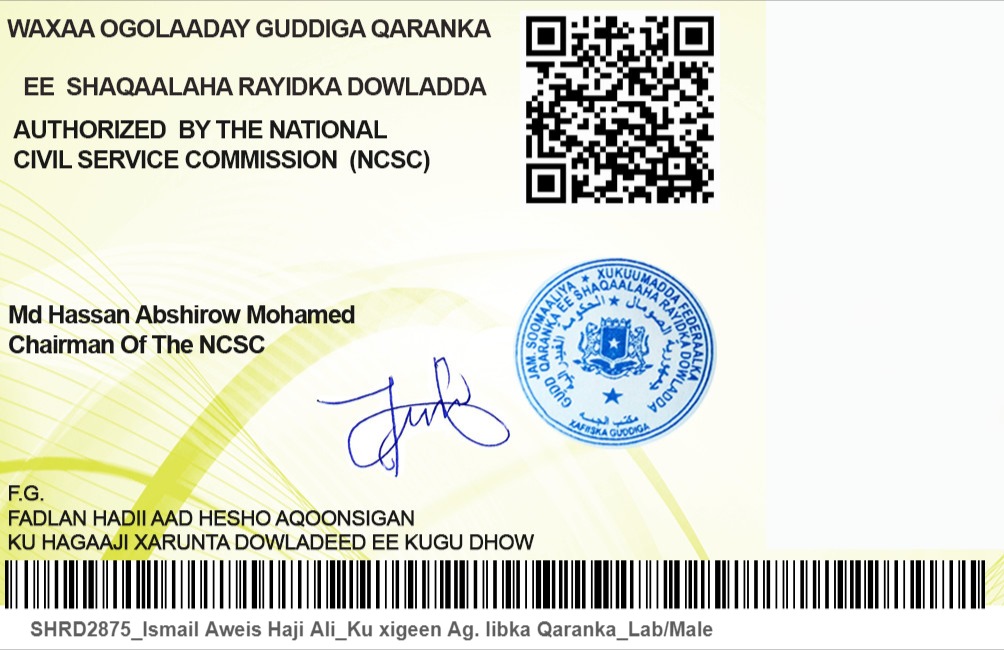 WAXAA OGOLAADAY GUDDIGA QARANKA
EE SHAQAALAHA RAYIDKA DOWLADDA
AUTHORIZED BY THE NATIONAL
CIVIL SERVICE COMMISSION (NCSC)
Md Hassan Abshirow Mohamed
Chairman Of The NCSC
JAM. SOOMAALIYA ★ XUKUUMADDA FEDERAALKA
GUDD QARANKA EE SHAQAALAHA RAYIDKA DOWLADDA
XAFIISKA GUDDIGA
F.G.
FADLAN HADII AAD HESHO AQOONSIGAN
KU HAGAAJI XARUNTA DOWLADEED EE KUGU DHOW
SHRD2875_Ismail Aweis Haji Ali_Ku xigeen Ag. libka Qaranka_Lab/Male